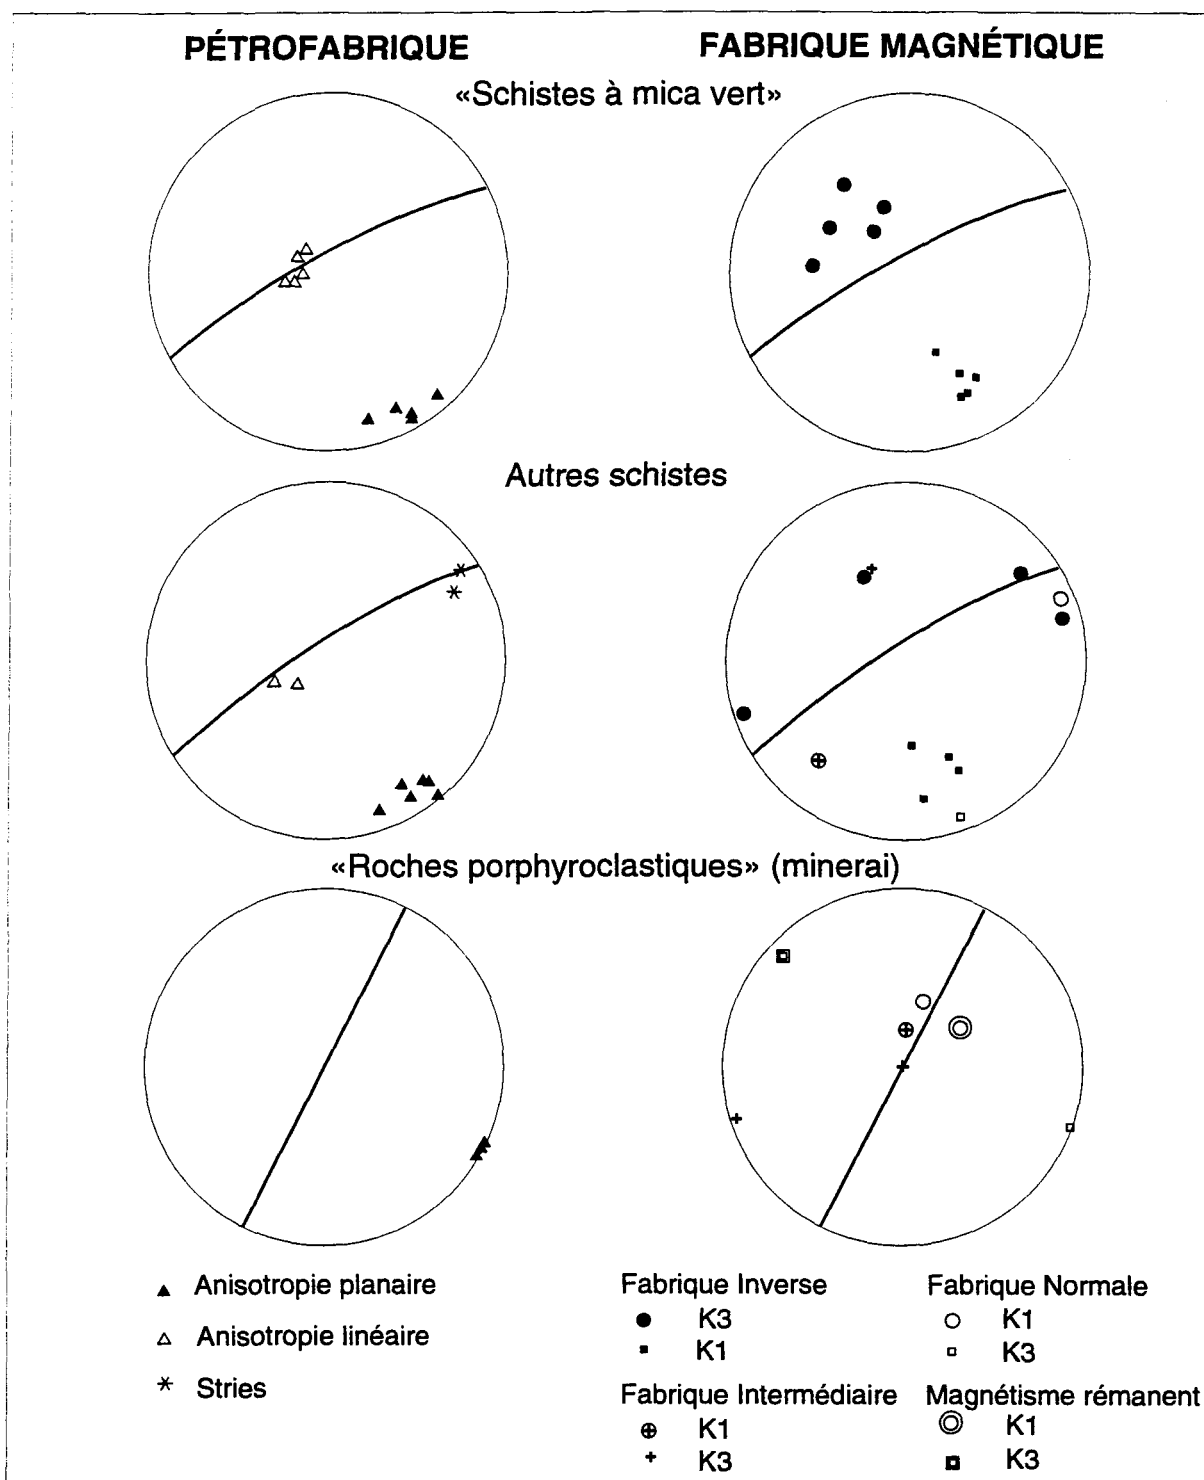 PÉTROFABRIQUE
FABRIQUE MAGNÉTIQUE
«Schistes à mica vert»
Autres schistes
«Roches porphyroclastiques» (minerai)
Anisotropie planaire
Anisotropie linéaire
Stries
Fabrique Inverse
K3
K1
Fabrique Normale
K1
K3
Fabrique Intermédiaire
K1
K3
Magnétisme rémanent
K1
K3